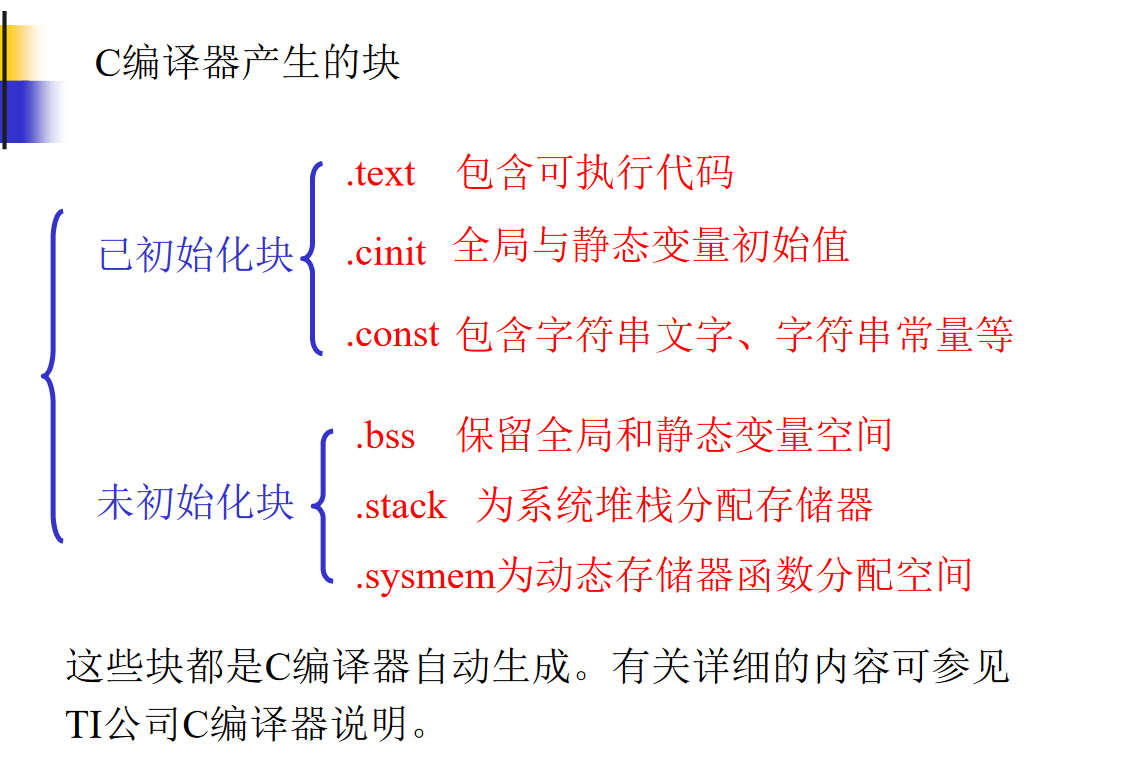 C编译器产生的块
已初始化块
.text 包含可执行代码
.cinit 全局与静态变量初始值
.const 包含字符串文字、字符串常量等
未初始化块
.bss 保留全局和静态变量空间
.stack 为系统堆栈分配存储器
.sysmem为动态存储器函数分配空间
这些块都是C编译器自动生成。有关详细的内容可参见
TI公司C编译器说明。